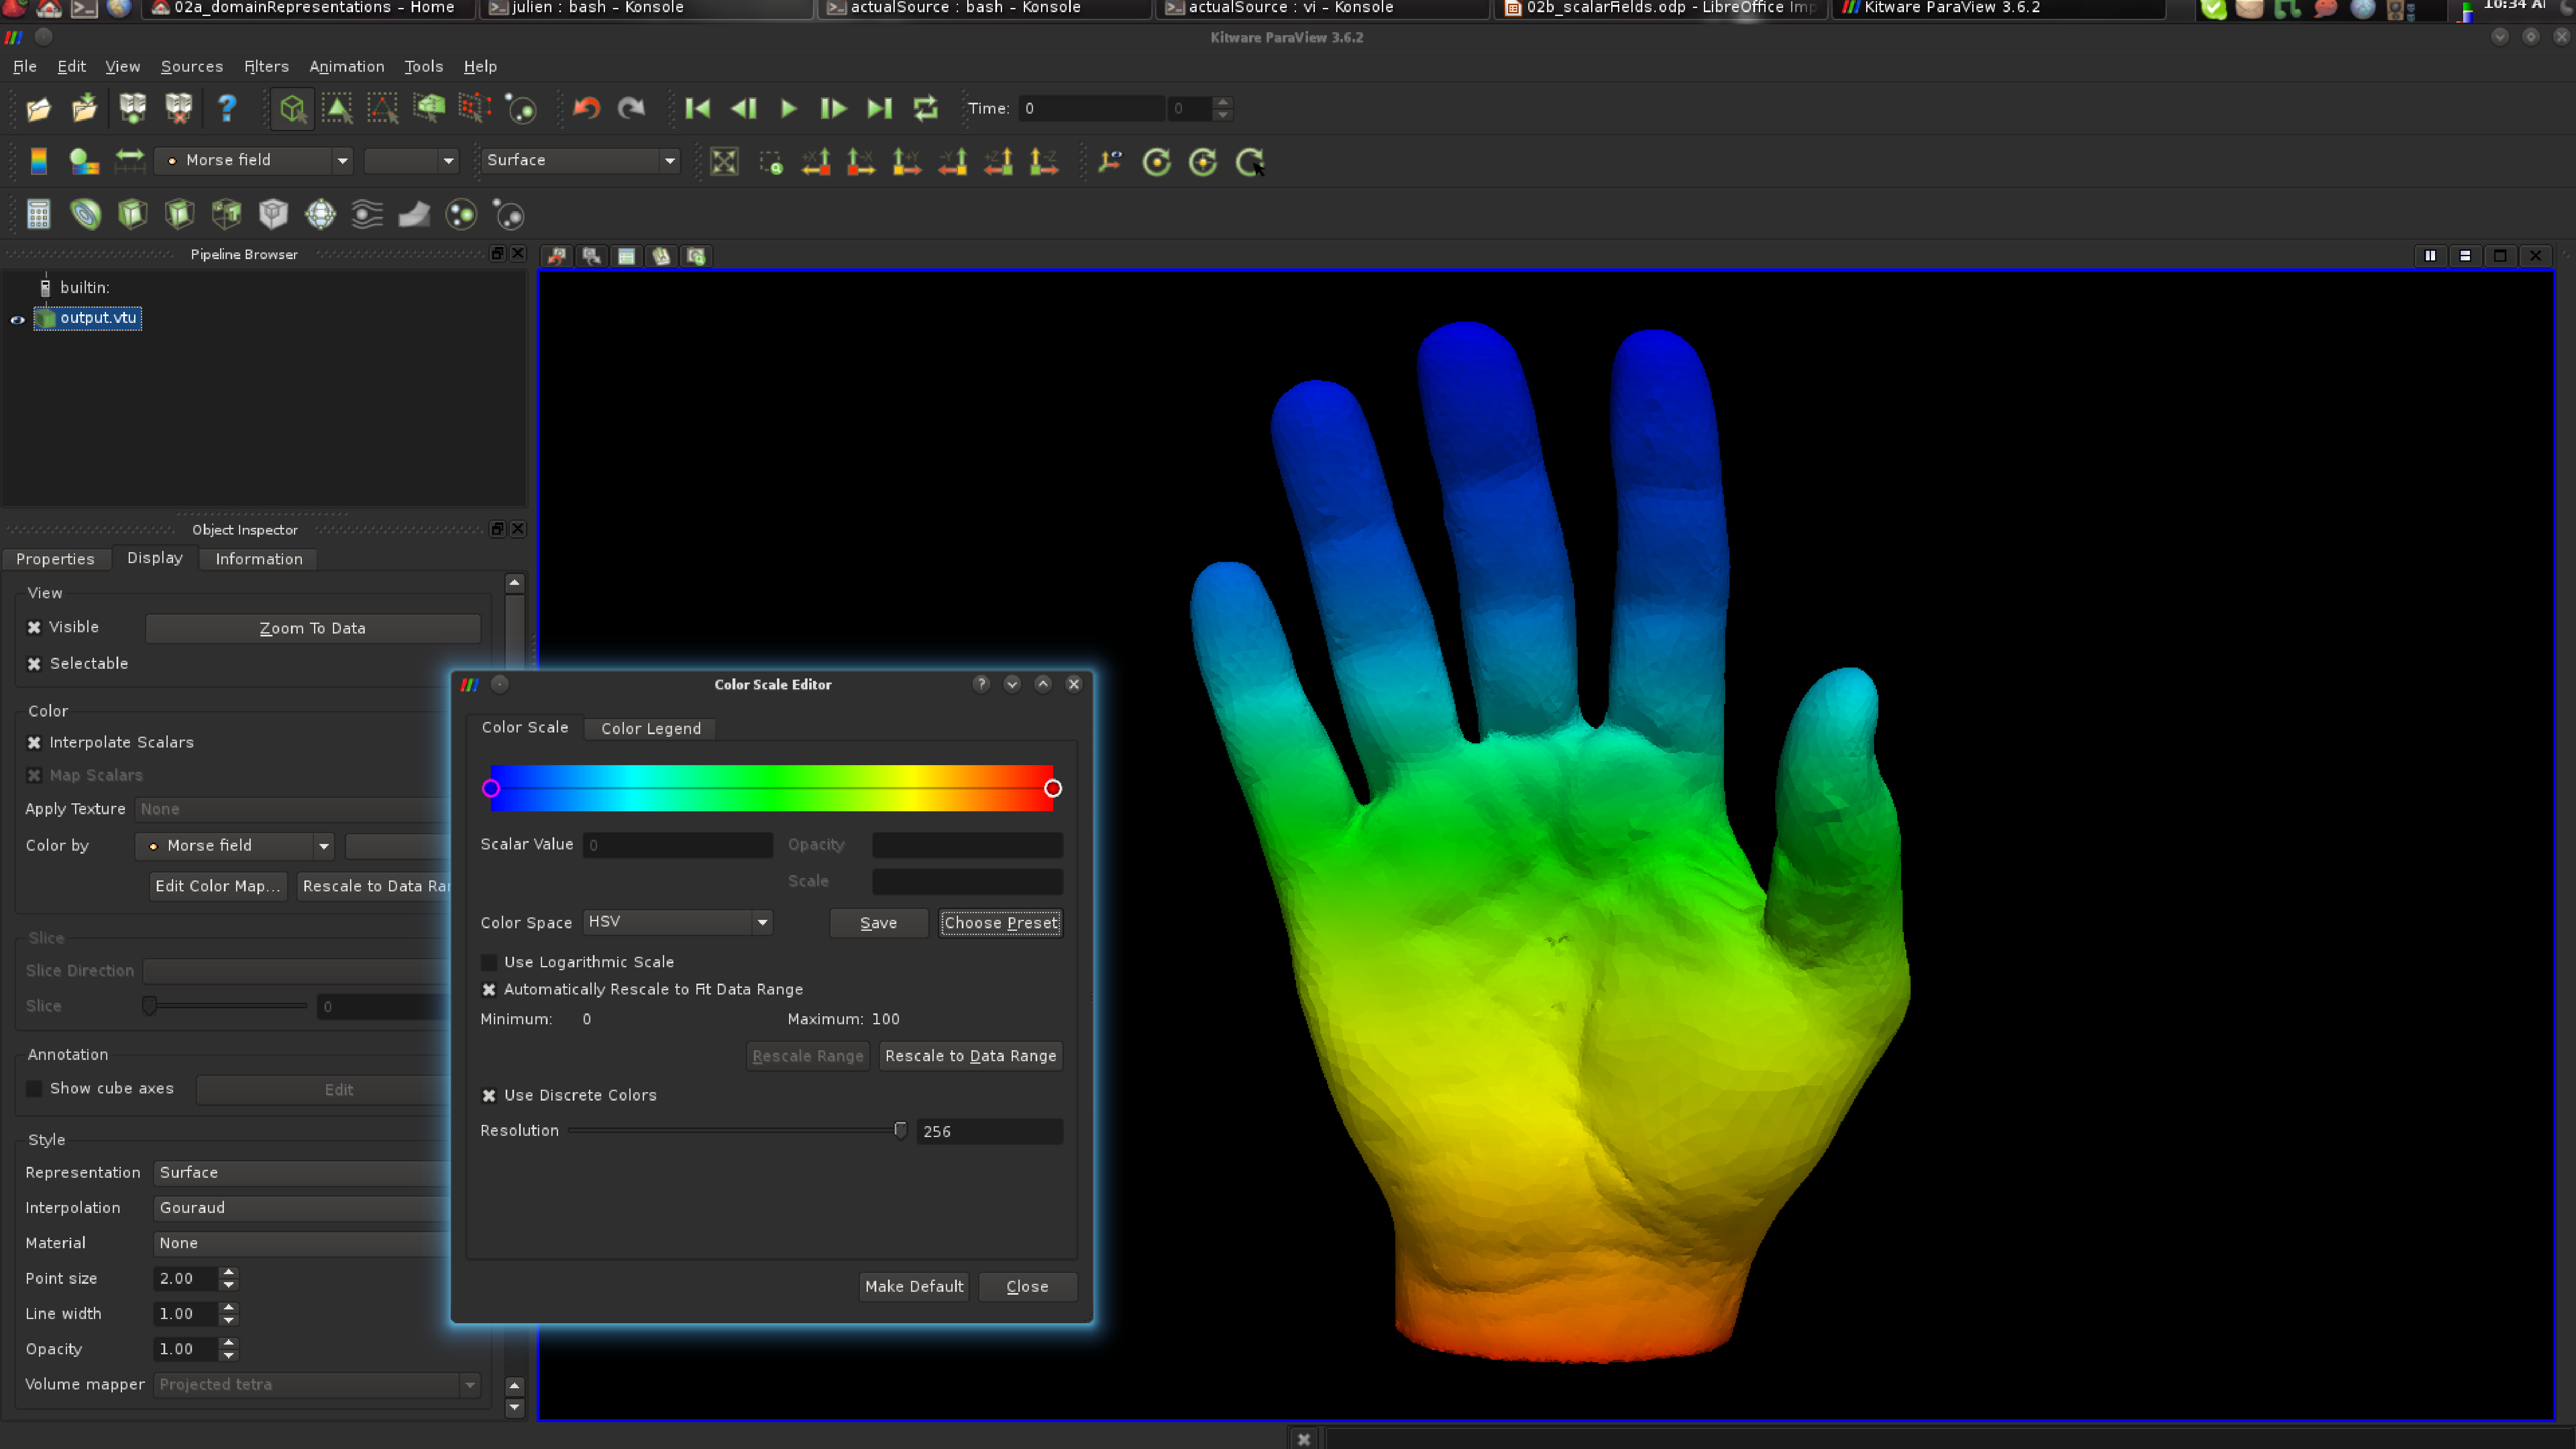 02a_domainRepresentations - Home
julien : bash - Konsole
actualSource : bash - Konsole
actualSource : vi - Konsole
02b_scalarFields.odp - LibreOffice Imp
Kitware ParaView 3.6.2
Kitware ParaView 3.6.2
File Edit View Sources Filters Animation Tools Help
Time: 0 0
Morse field Surface
+X -X +Y -Y +Z -Z
Pipeline Browser
builtin:
output.vtu
Object Inspector
Properties Display Information
View
Visible Zoom To Data
Selectable
Color
Interpolate Scalars
Map Scalars
Apply Texture None
Color by Morse field
Edit Color Map... Rescale to Data Ra
Slice
Slice Direction
Slice 0
Annotation
Show cube axes Edit
Style
Representation Surface
Interpolation Gouraud
Material None
Point size 2.00
Line width 1.00
Opacity 1.00
Volume mapper Projected tetra
Color Scale Editor
Color Scale Color Legend
Scalar Value 0 Opacity
Scale
Color Space HSV Save Choose Preset
Use Logarithmic Scale
Automatically Rescale to Fit Data Range
Minimum: 0 Maximum: 100
Rescale Range Rescale to Data Range
Use Discrete Colors
Resolution 256
Make Default Close